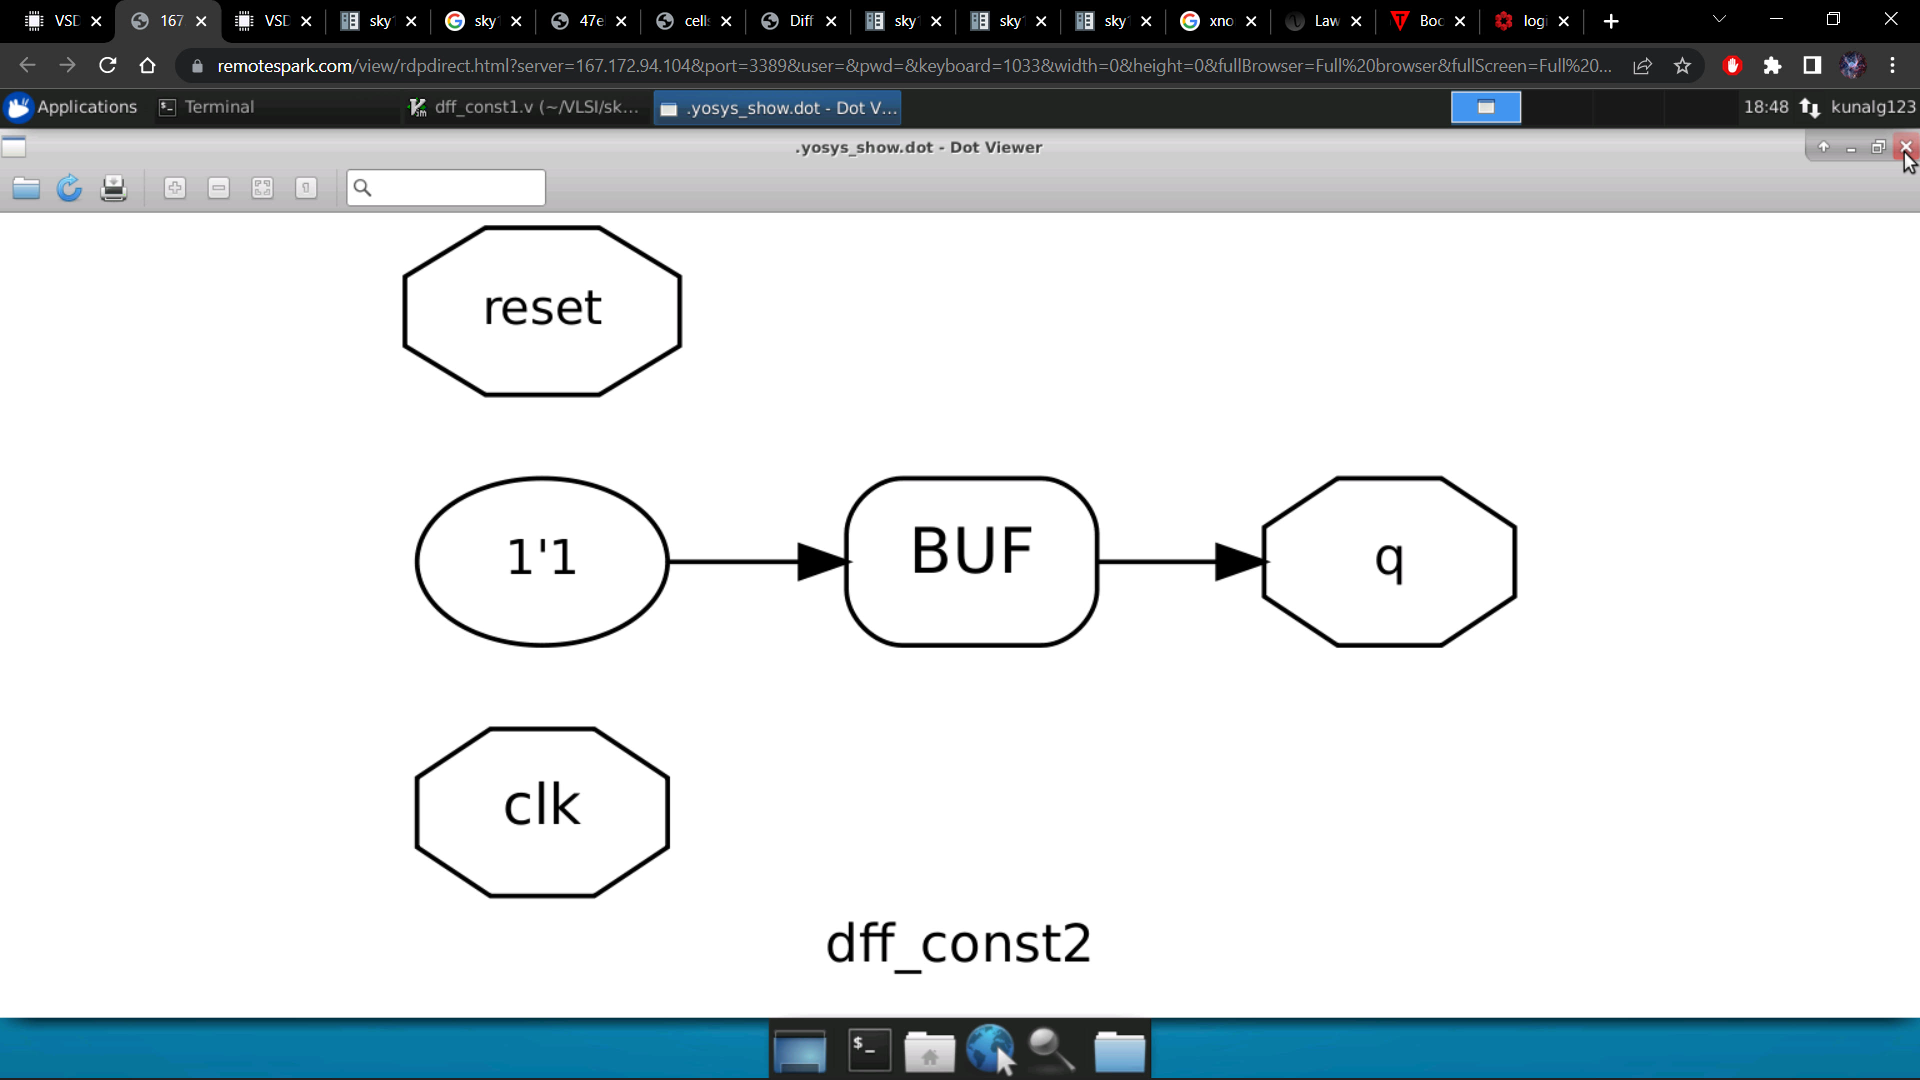 VSD
167
VSD
sky
sky
47e
cell
Diff
sky
sky
sky
xno
Law
Boc
logi
remotespark.com/view/rdpdirect.html?server=167.172.94.104&port=3389&user=&pwd=&keyboard=1033&width=0&height=0&fullBrowser=Full%20browser&fullScreen=Full%20...
Applications
Terminal
dff_const1.v (~/VLSI/sk...
.yosys_show.dot - Dot V...
18:48
kunalg123
.yosys_show.dot - Dot Viewer
reset
1'1
BUF
q
clk
dff_const2
$ _